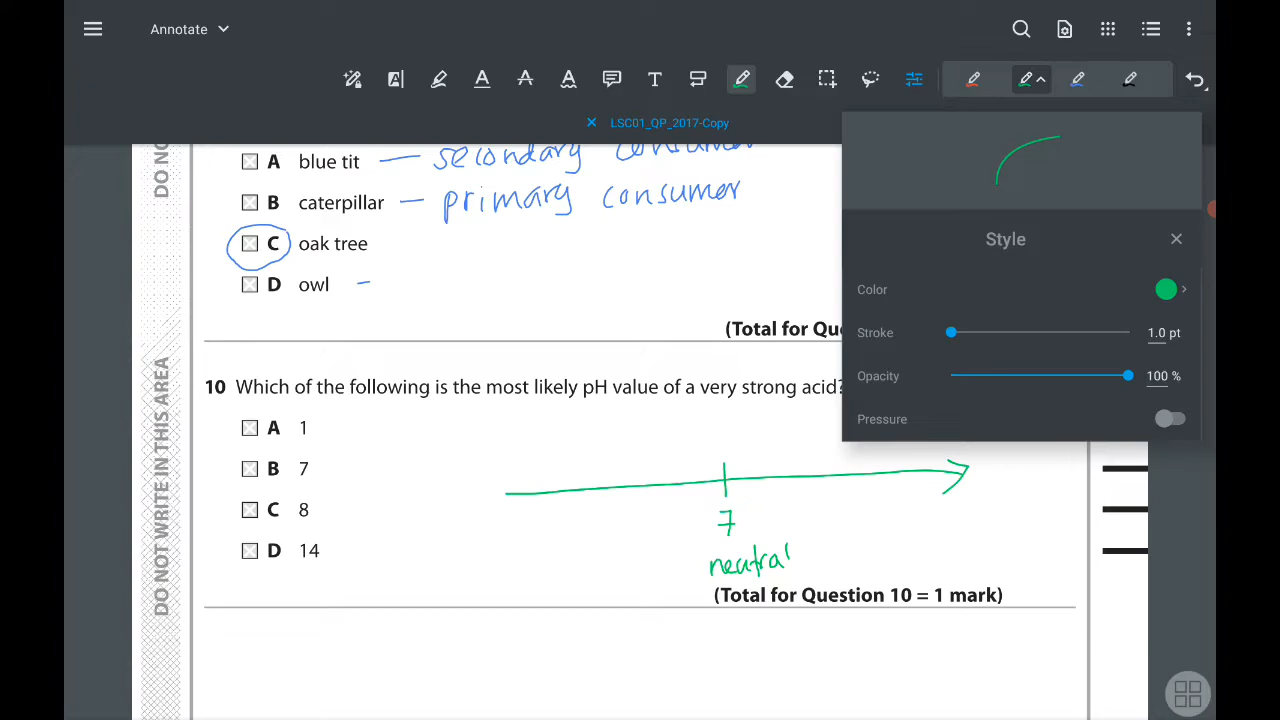 Annotate
LSC01_QP_2017-Copy
DO NO
A blue tit — secondary consumer
B caterpillar — primary consumer
C oak tree
D owl -
(Total for Que
Style
Color
Stroke 1.0 pt
Opacity 100 %
Pressure
10 Which of the following is the most likely pH value of a very strong acid?
A 1
B 7
C 8
D 14
7
neutral
(Total for Question 10 = 1 mark)
DO NOT WRITE IN THIS AREA